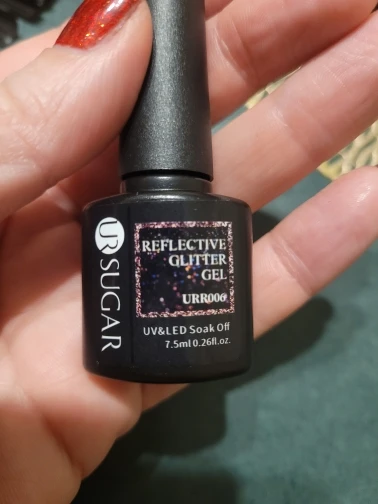 UR SUGAR
REFLECTIVE
GLITTER
GEL
URR006
UV&LED Soak Off
7.5ml 0.26fl.oz.